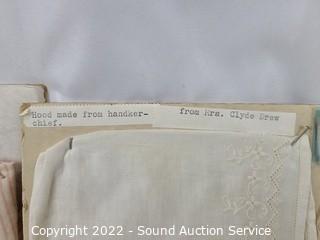 Hood made from handker- from Mrs. Clyde Drew
chief.
Copyright 2022 - Sound Auction Service